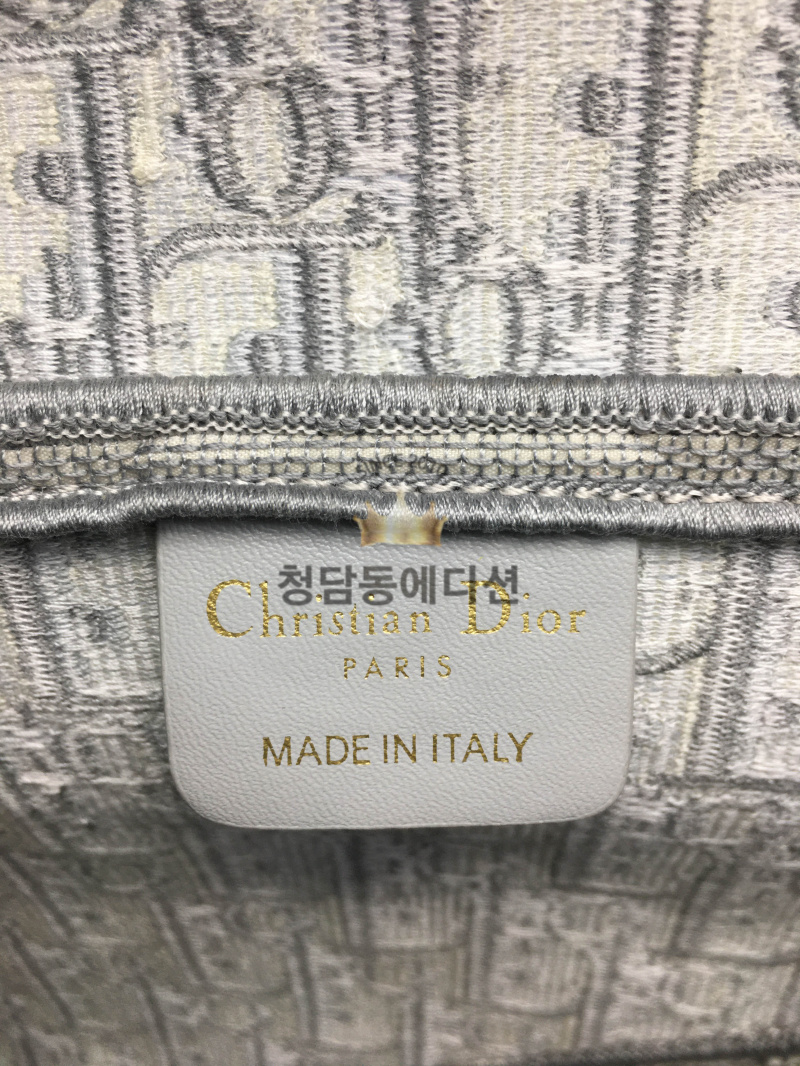 청담동에디션
Christian Dior
PARIS
MADE IN ITALY